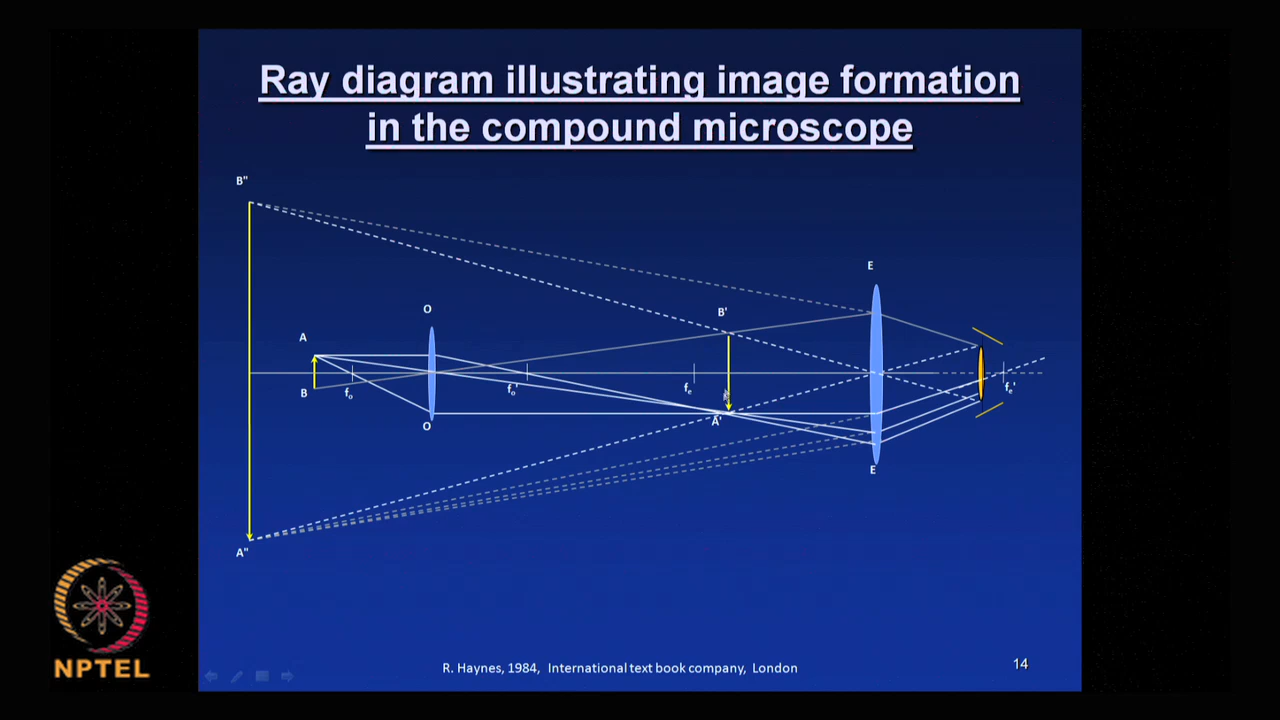 Ray diagram illustrating image formation
in the compound microscope
B"
E
O
B'
A
B
fo
fo'
fe
fe'
A'
O
E
A"
NPTEL
R. Haynes, 1984, International text book company, London
14